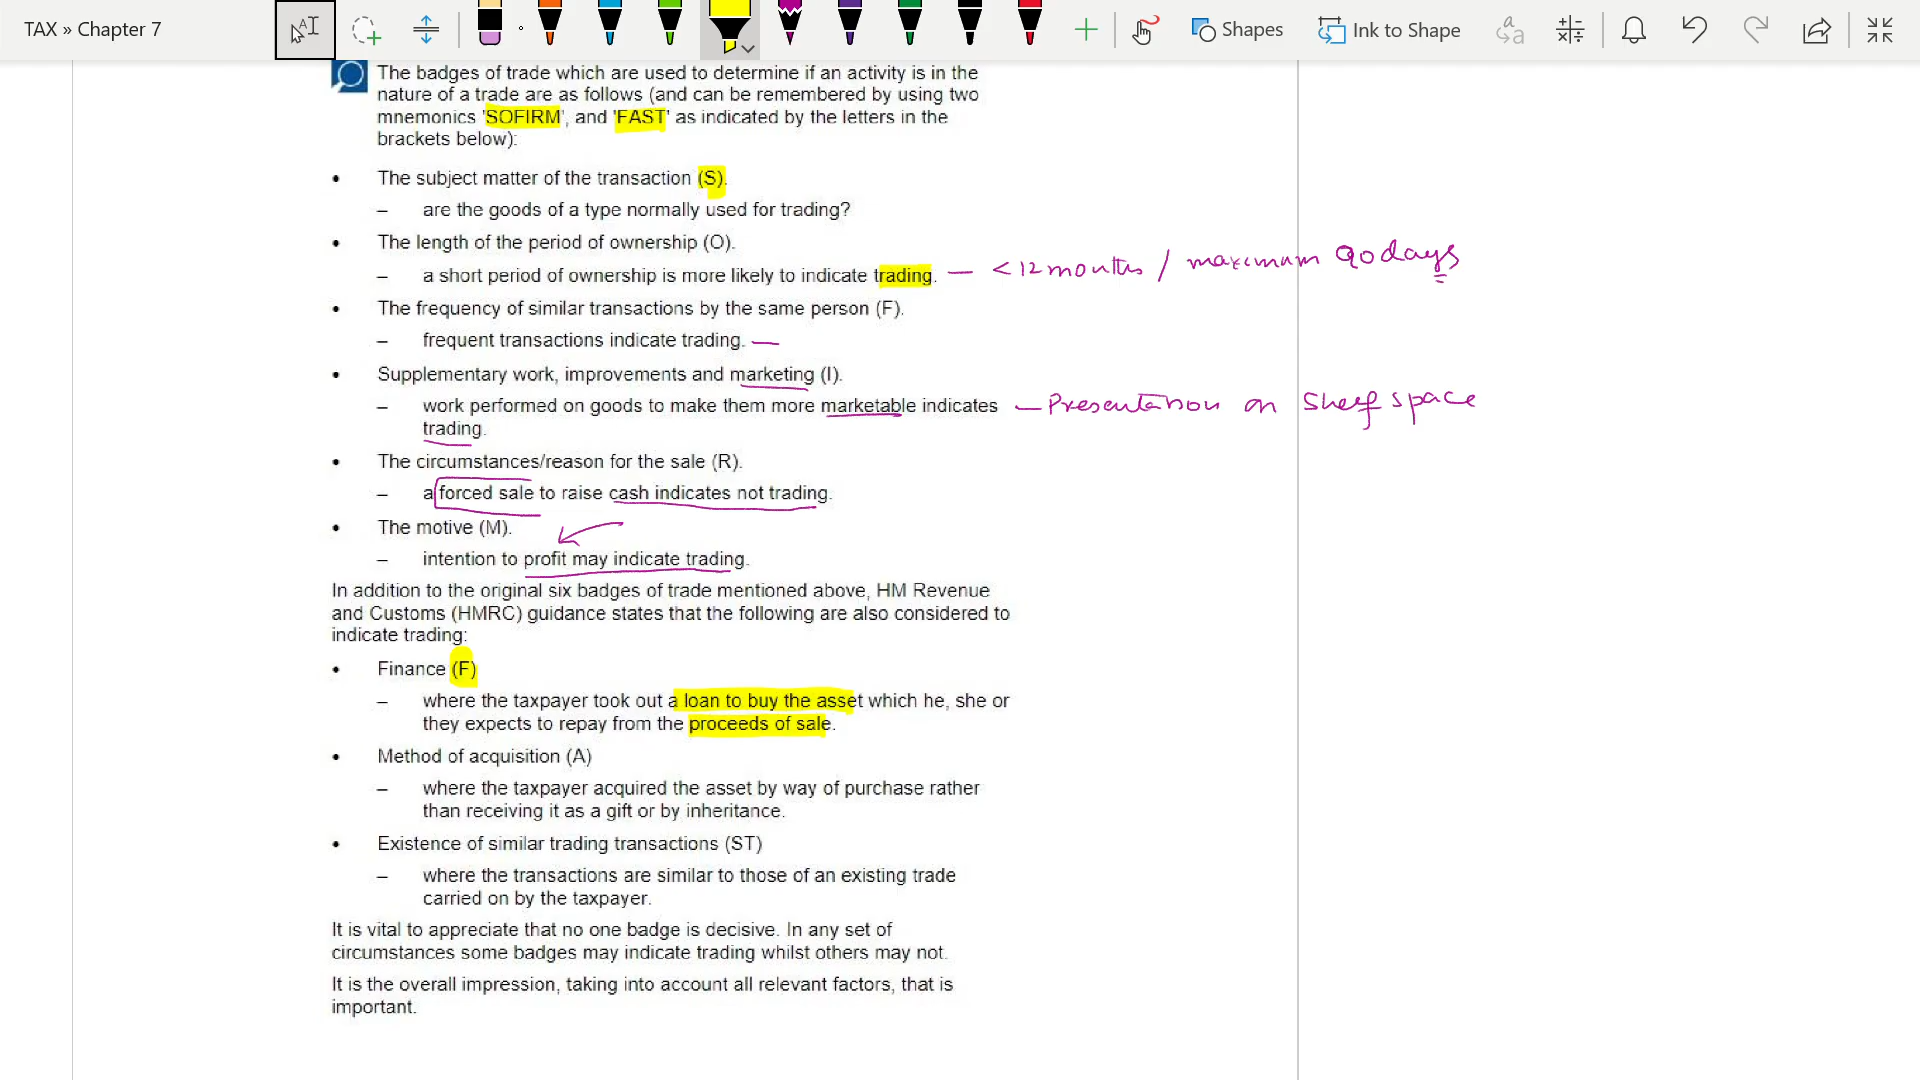 TAX » Chapter 7
Shapes
Ink to Shape
The badges of trade which are used to determine if an activity is in the
nature of a trade are as follows (and can be remembered by using two
mnemonics 'SOFIRM', and 'FAST' as indicated by the letters in the
brackets below):
• The subject matter of the transaction (S).
– are the goods of a type normally used for trading?
• The length of the period of ownership (O).
– a short period of ownership is more likely to indicate trading. — < 12 months / maximum 90 days
• The frequency of similar transactions by the same person (F).
– frequent transactions indicate trading. —
• Supplementary work, improvements and marketing (I).
– work performed on goods to make them more marketable indicates — Presentation on Shelf space
trading.
• The circumstances/reason for the sale (R).
– a forced sale to raise cash indicates not trading.
• The motive (M).
– intention to profit may indicate trading.
In addition to the original six badges of trade mentioned above, HM Revenue
and Customs (HMRC) guidance states that the following are also considered to
indicate trading:
• Finance (F)
– where the taxpayer took out a loan to buy the asset which he, she or
they expects to repay from the proceeds of sale.
• Method of acquisition (A)
– where the taxpayer acquired the asset by way of purchase rather
than receiving it as a gift or by inheritance.
• Existence of similar trading transactions (ST)
– where the transactions are similar to those of an existing trade
carried on by the taxpayer.
It is vital to appreciate that no one badge is decisive. In any set of
circumstances some badges may indicate trading whilst others may not.
It is the overall impression, taking into account all relevant factors, that is
important.